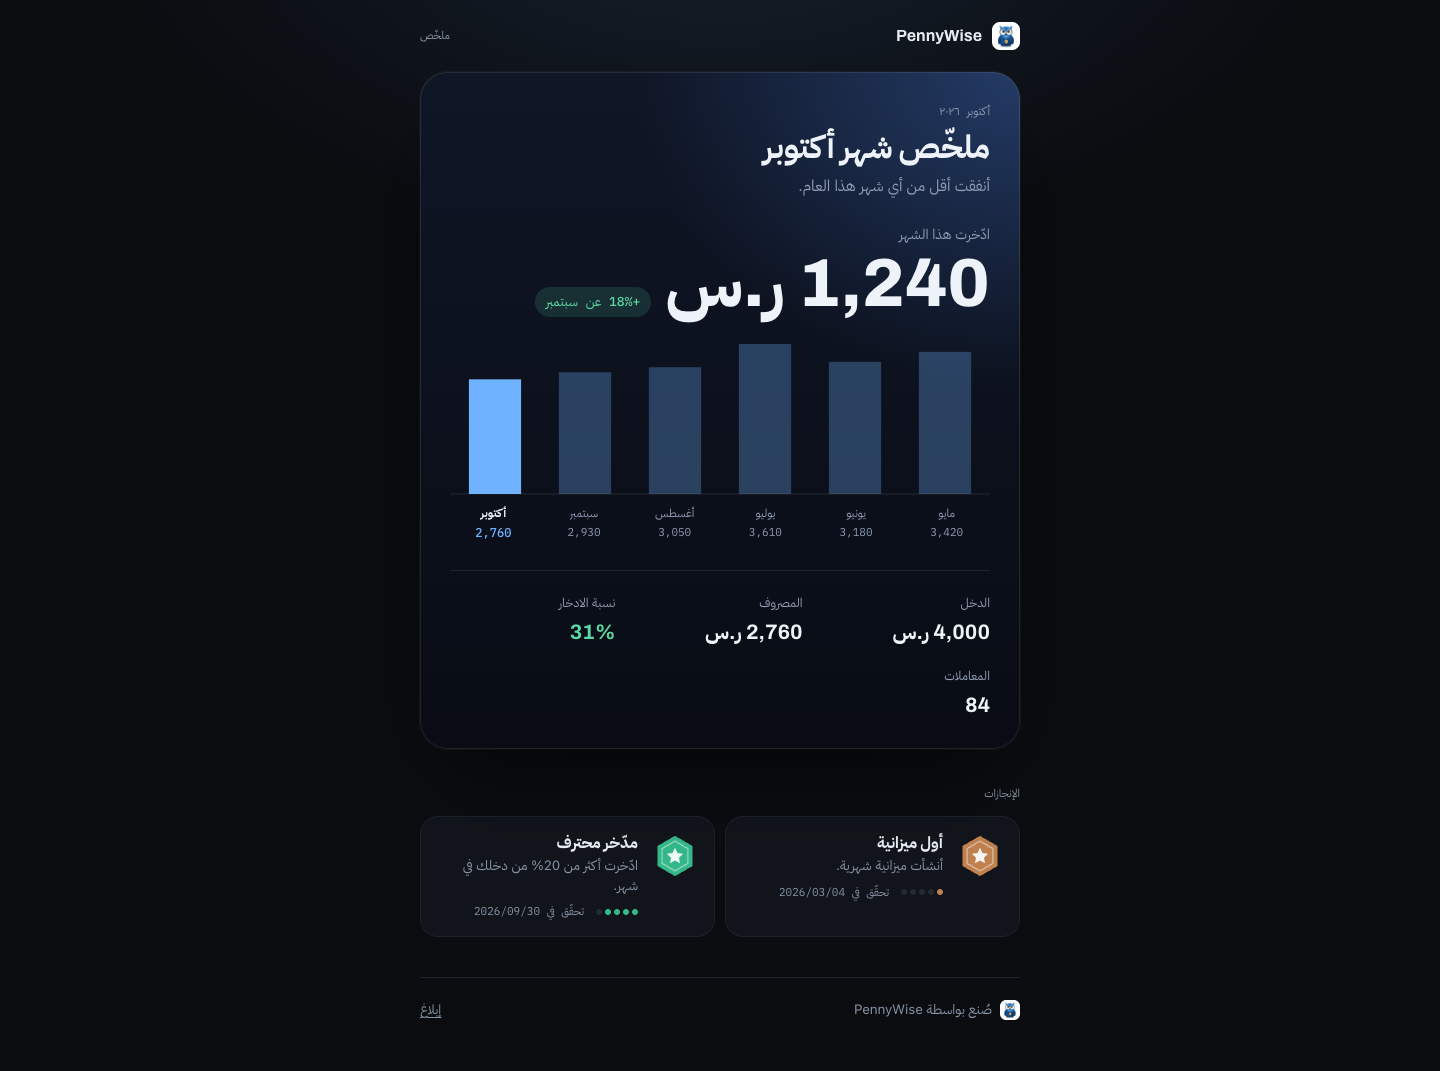 PennyWise
ملخّص
أكتوبر ٢٠٢٦
ملخّص شهر أكتوبر
أنفقت أقل من أي شهر هذا العام.
ادّخرت هذا الشهر
1,240 ر.س
+18% عن سبتمبر
مايو
يونيو
يوليو
أغسطس
سبتمبر
أكتوبر
3,420
3,180
3,610
3,050
2,930
2,760
الدخل
4,000 ر.س
المصروف
2,760 ر.س
نسبة الادخار
31%
المعاملات
84
الإنجازات
أول ميزانية
أنشأت ميزانية شهرية.
تحقّق في 2026/03/04
مدّخر محترف
ادّخرت أكثر من 20% من دخلك في
شهر.
تحقّق في 2026/09/30
صُنع بواسطة PennyWise
إبلاغ